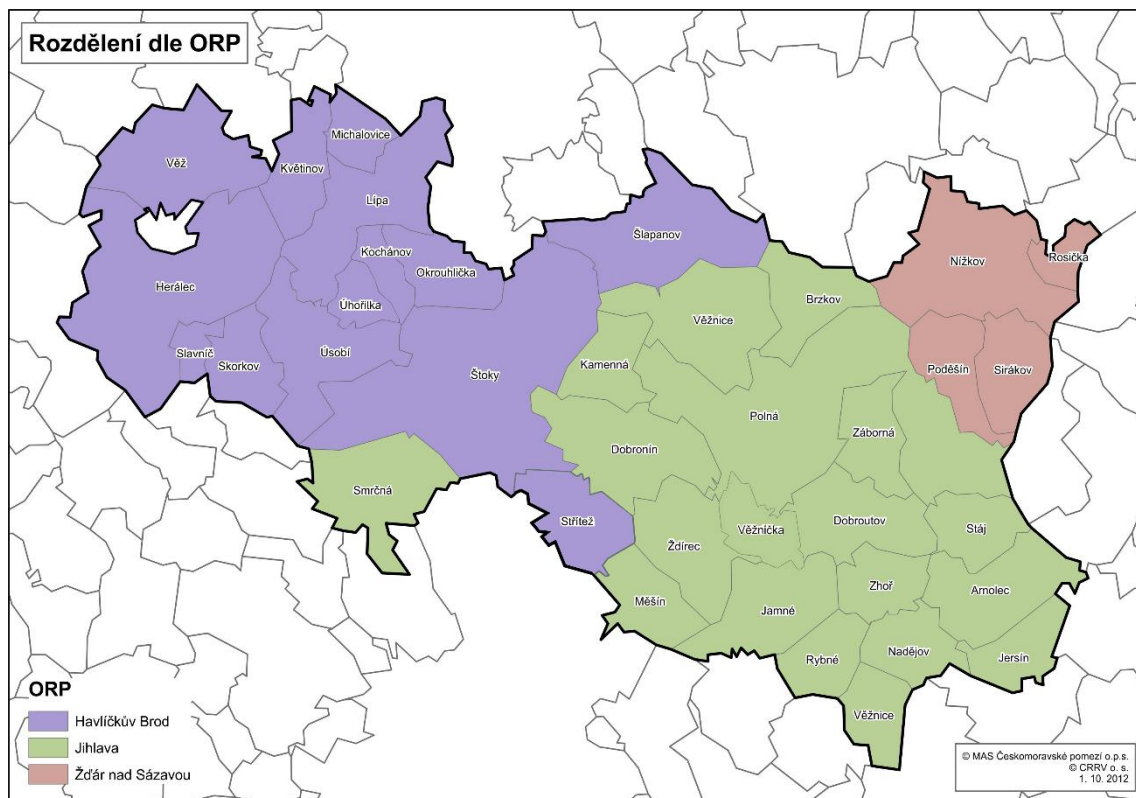 Rozdělení dle ORP
Michalovice
Věž
Květinov
Lípa
Šlapanov
Kochánov
Okrouhlička
Nížkov
Rosička
Herálec
Úhořilka
Brzkov
Věžnice
Slavníč
Skorkov
Úsobí
Štoky
Kamenná
Poděšín
Sirákov
Polná
Záborná
Dobronín
Smrčná
Střítež
Ždírec
Věžnička
Dobroutov
Stáj
Zhoř
Arnolec
Měšín
Jamné
Rybné
Nadějov
Jersín
Věžnice
ORP
Havlíčkův Brod
Jihlava
Žďár nad Sázavou
© MAS Českomoravské pomezí o.p.s.
© CRRV o. s.
1. 10. 2012